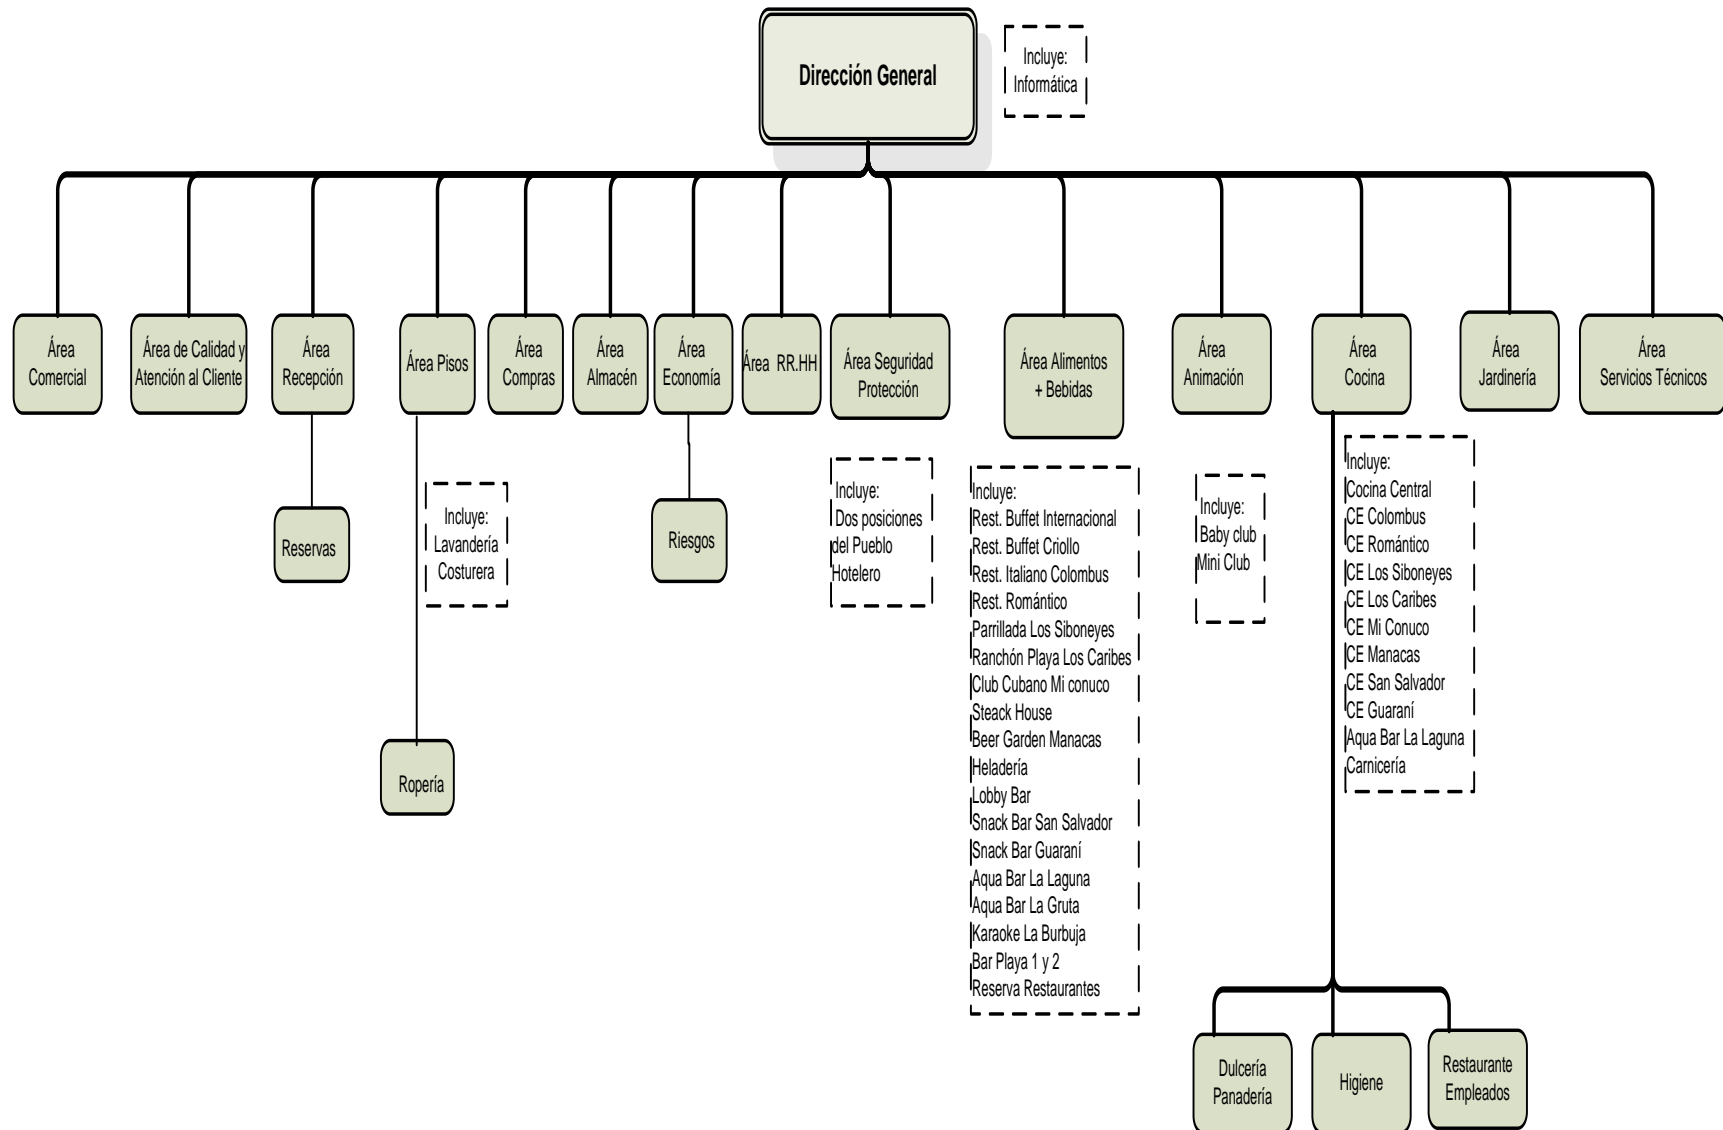 Dirección General
Incluye:
Informática
Área
Comercial
Área de Calidad y
Atención al Cliente
Área
Recepción
Área Pisos
Área
Compras
Área
Almacén
Área
Economía
Área RR.HH
Área Seguridad
Protección
Área Alimentos
+ Bebidas
Área
Animación
Área
Cocina
Área
Jardinería
Área
Servicios Técnicos
Reservas
Incluye:
Lavandería
Costurera
Riesgos
Incluye:
Dos posiciones
del Pueblo
Hotelero
Incluye:
Rest. Buffet Internacional
Rest. Buffet Criollo
Rest. Italiano Colombus
Rest. Romántico
Parrillada Los Siboneyes
Ranchón Playa Los Caribes
Club Cubano Mi conuco
Steack House
Beer Garden Manacas
Heladería
Lobby Bar
Snack Bar San Salvador
Snack Bar Guaraní
Aqua Bar La Laguna
Aqua Bar La Gruta
Karaoke La Burbuja
Bar Playa 1 y 2
Reserva Restaurantes
Incluye:
Baby club
Mini Club
Incluye:
Cocina Central
CE Colombus
CE Romántico
CE Los Siboneyes
CE Los Caribes
CE Mi Conuco
CE Manacas
CE San Salvador
CE Guaraní
Aqua Bar La Laguna
Carnicería
Ropería
Dulcería
Panadería
Higiene
Restaurante
Empleados